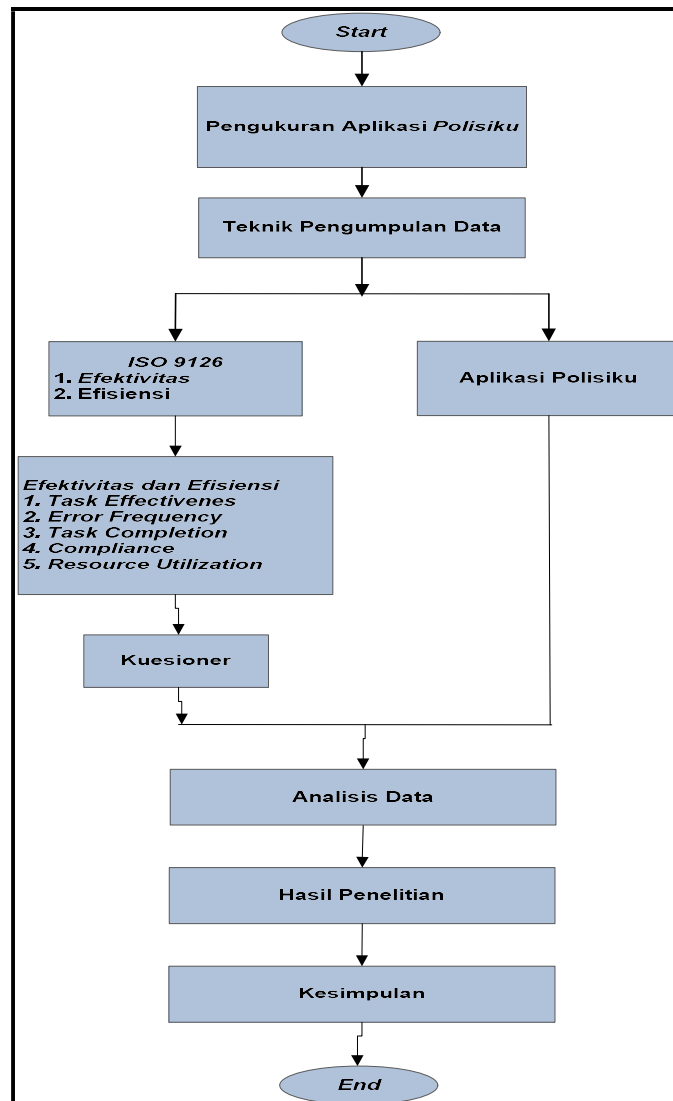 Start
Pengukuran Aplikasi Polisiku
Teknik Pengumpulan Data
ISO 9126
1. Efektivitas
2. Efisiensi
Aplikasi Polisiku
Efektivitas dan Efisiensi
1. Task Effectivenes
2. Error Frequency
3. Task Completion
4. Compliance
5. Resource Utilization
Kuesioner
Analisis Data
Hasil Penelitian
Kesimpulan
End